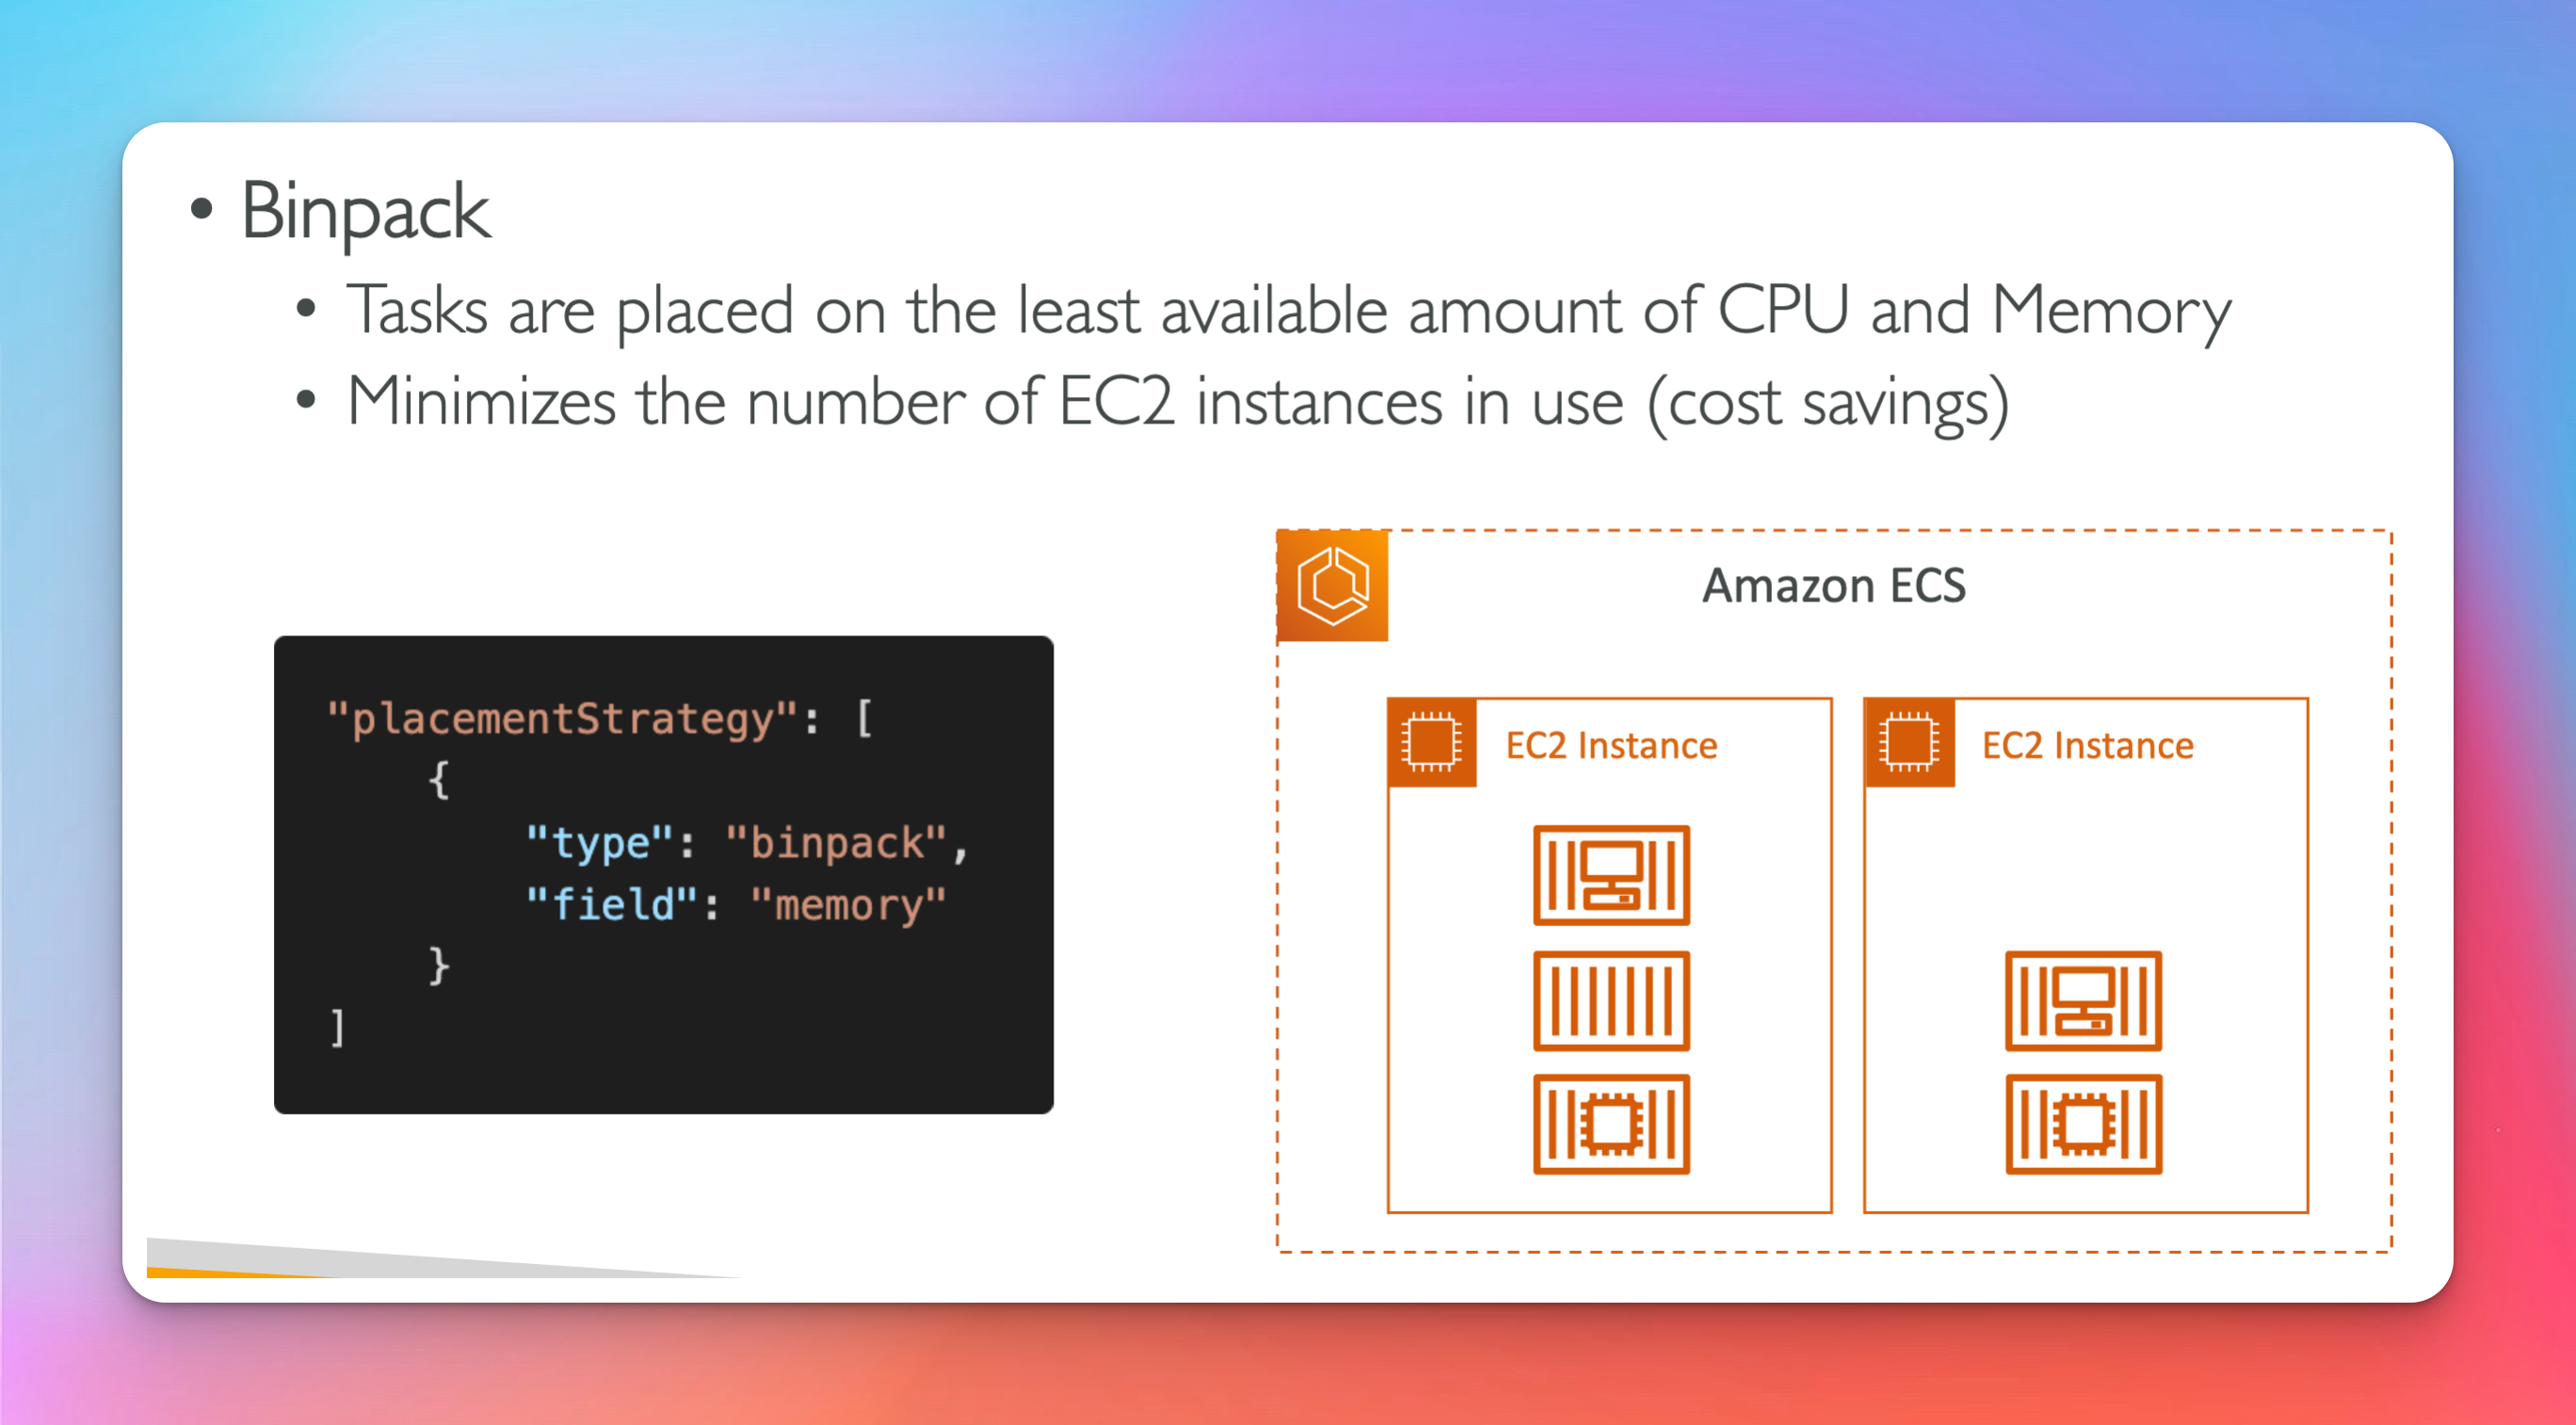 • Binpack
• Tasks are placed on the least available amount of CPU and Memory
• Minimizes the number of EC2 instances in use (cost savings)
"placementStrategy": [
{
"type": "binpack",
"field": "memory"
}
]
Amazon ECS
EC2 Instance
EC2 Instance